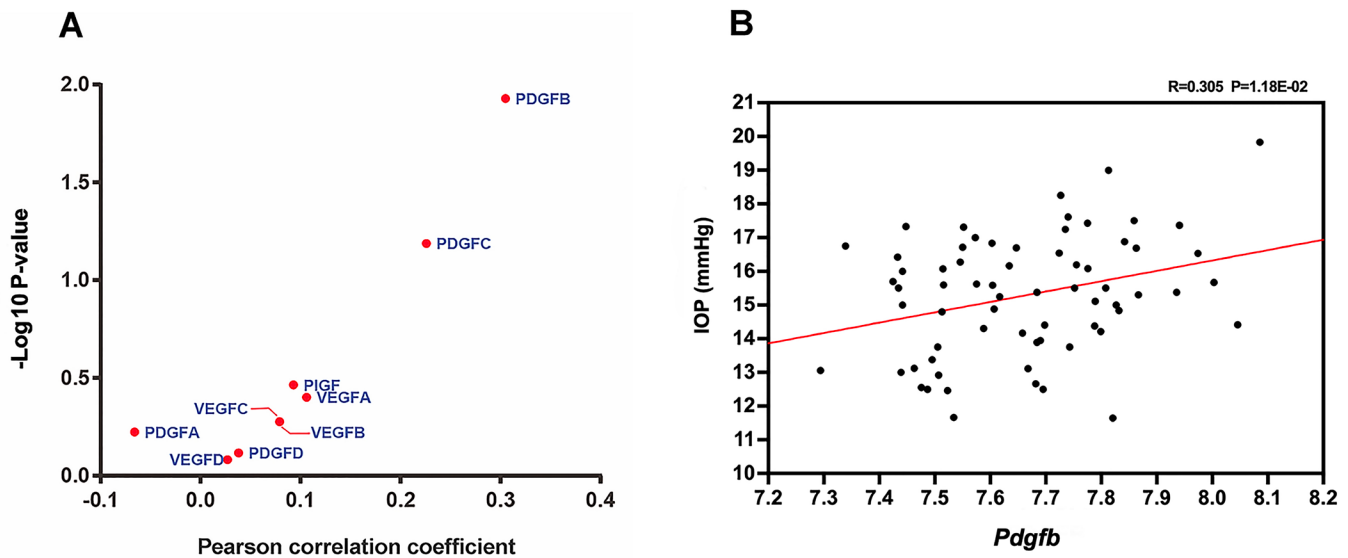 A
2.0
1.5
1.0
0.5
0.0
-Log10 P-value
PDGFB
PDGFC
PIGF
VEGFA
VEGFC
VEGFB
PDGFA
PDGFD
VEGFD
-0.1 0.0 0.1 0.2 0.3 0.4
Pearson correlation coefficient
B
R=0.305 P=1.18E-02
21
20
19
18
17
16
15
14
13
12
11
10
IOP (mmHg)
7.2 7.3 7.4 7.5 7.6 7.7 7.8 7.9 8.0 8.1 8.2
Pdgfb